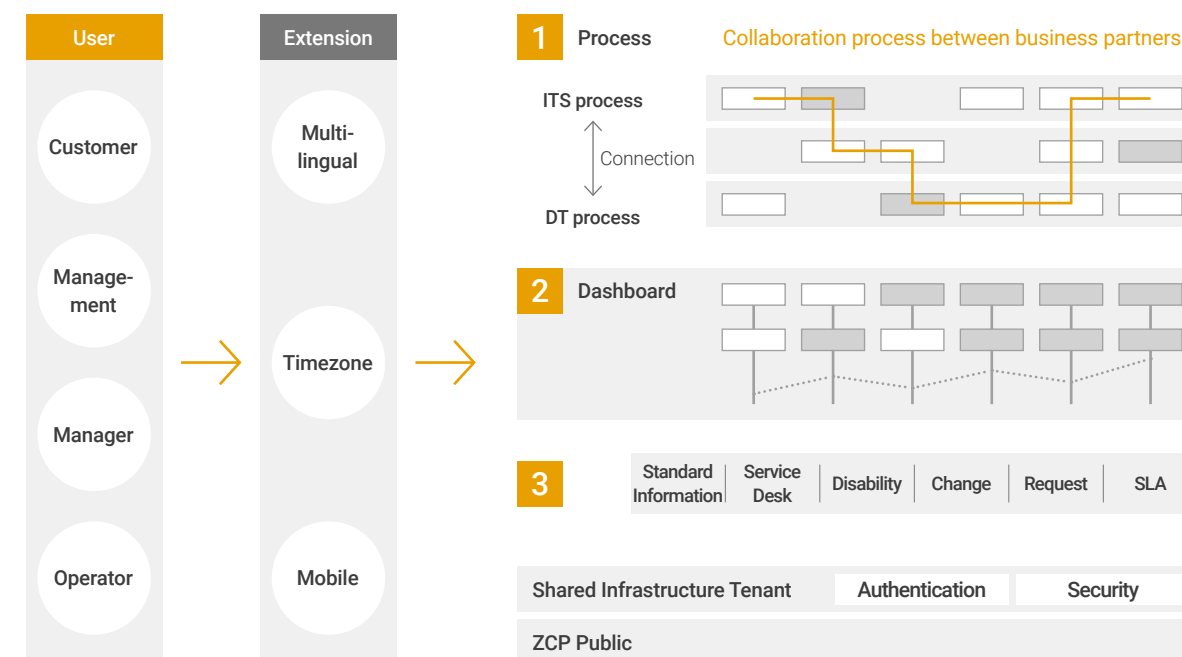 User
Customer
Manage-
ment
Manager
Operator
Extension
Multi-
lingual
Timezone
Mobile
1
Process
Collaboration process between business partners
ITS process
Connection
DT process
2
Dashboard
3
Standard
Information
Service
Desk
Disability
Change
Request
SLA
Shared Infrastructure Tenant
Authentication
Security
ZCP Public